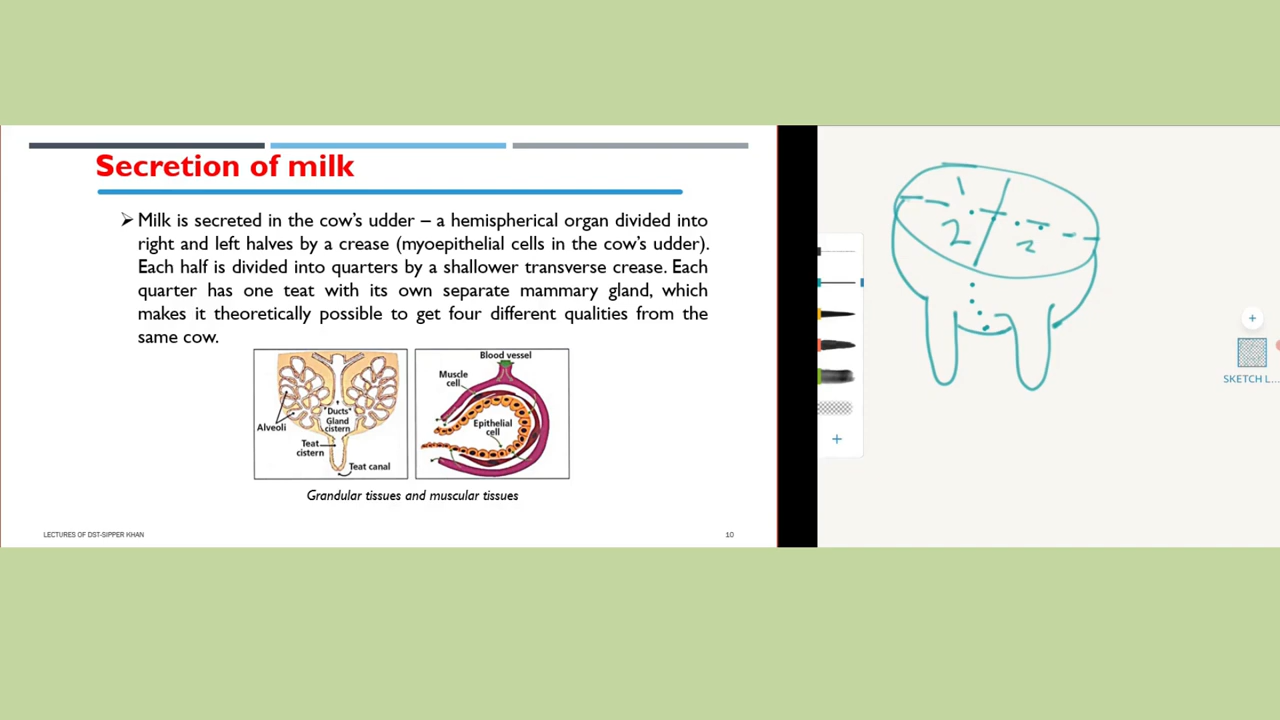 Secretion of milk
Milk is secreted in the cow's udder – a hemispherical organ divided into
right and left halves by a crease (myoepithelial cells in the cow's udder).
Each half is divided into quarters by a shallower transverse crease. Each
quarter has one teat with its own separate mammary gland, which
makes it theoretically possible to get four different qualities from the
same cow.
Alveoli
"Ducts"
Gland
cistern
Teat
cistern
Teat canal
Blood vessel
Muscle
cell
Epithelial
cell
Grandular tissues and muscular tissues
LECTURES OF DST-SIPPER KHAN
10
2
2
SKETCH L...